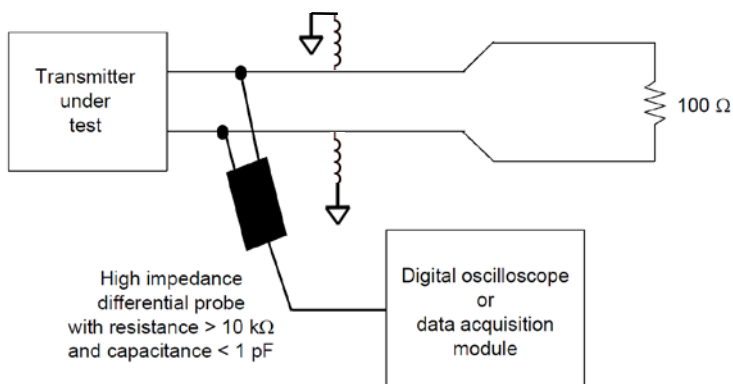 Transmitter
under
test
100 Ω
High impedance
differential probe
with resistance > 10 kΩ
and capacitance < 1 pF
Digital oscilloscope
or
data acquisition
module